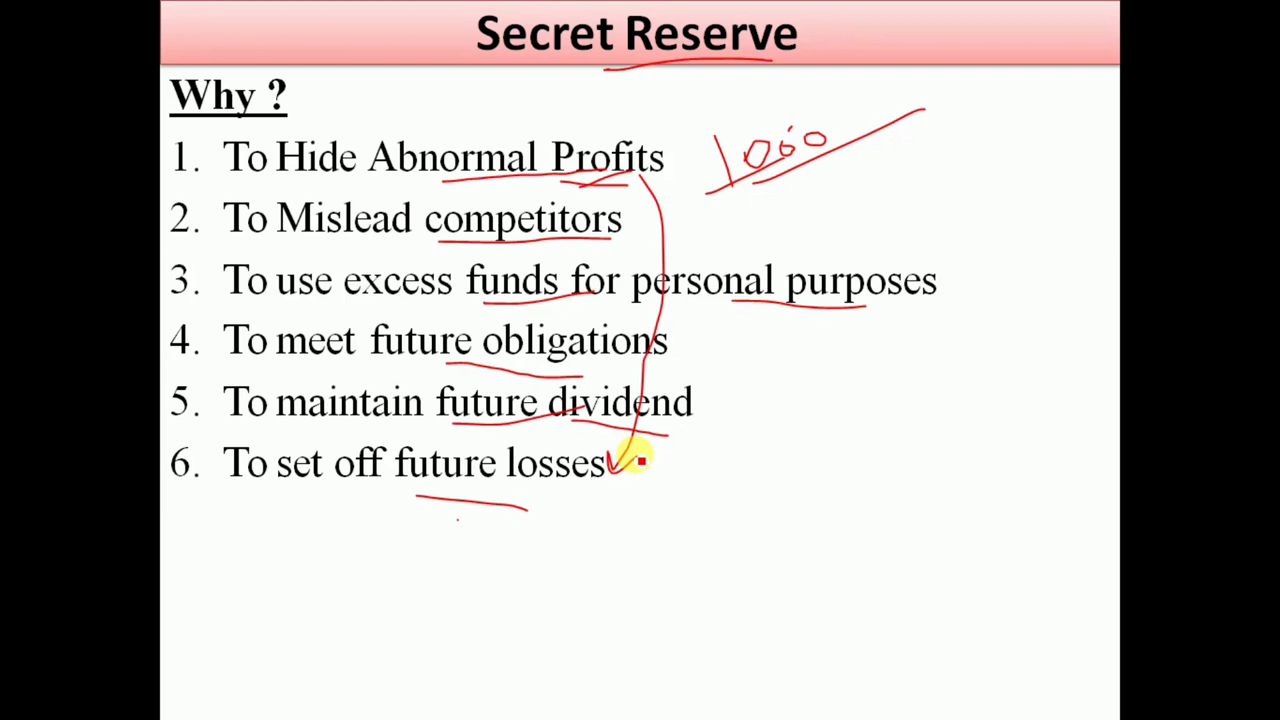 Secret Reserve
Why ?
1. To Hide Abnormal Profits
1000
2. To Mislead competitors
3. To use excess funds for personal purposes
4. To meet future obligations
5. To maintain future dividend
6. To set off future losses